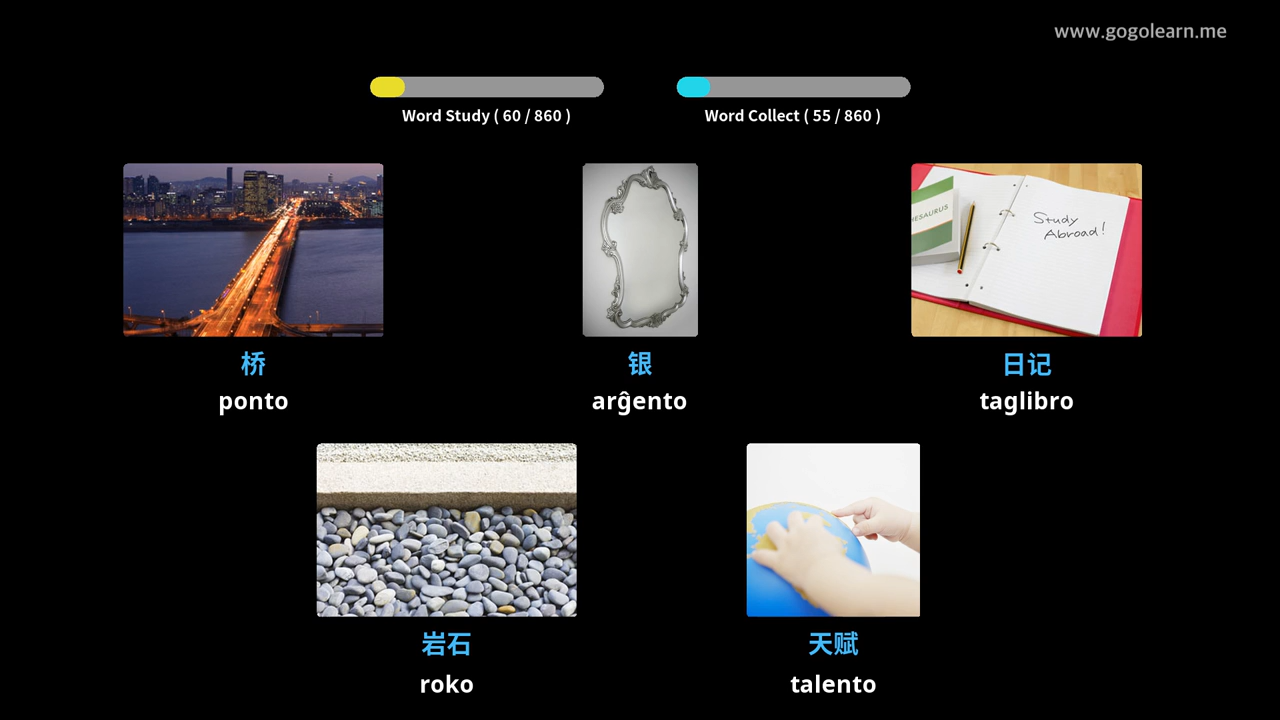 www.gogolearn.me
Word Study ( 60 / 860 )
Word Collect ( 55 / 860 )
HESAURUS
Study
Abroad!
桥
ponto
银
arĝento
日记
taglibro
岩石
roko
天赋
talento